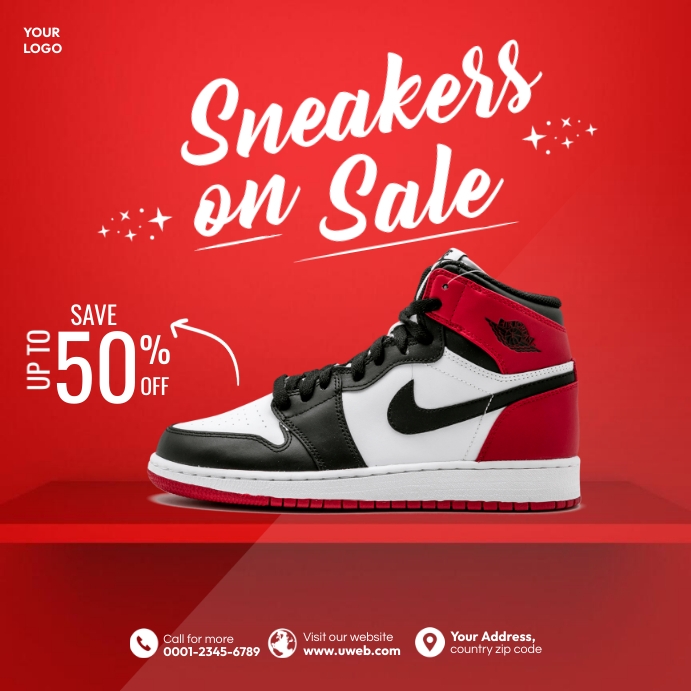 YOUR
LOGO
Sneakers
on Sale
SAVE
UP TO
50%
OFF
Call for more
0001-2345-6789
Visit our website
www.uweb.com
Your Address,
country zip code